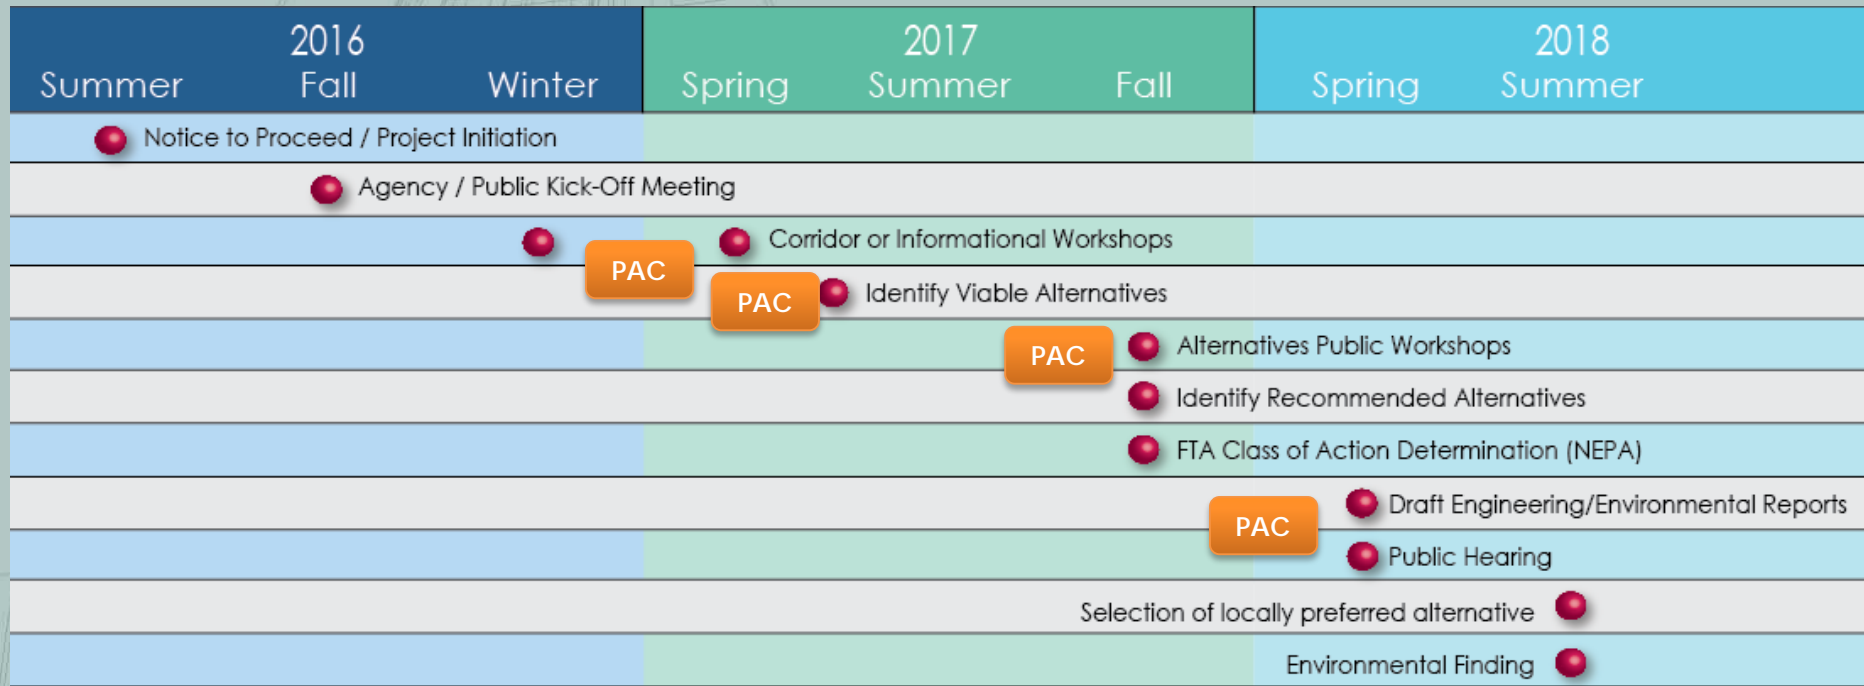 2016
2017
2018
Summer Fall Winter Spring Summer Fall Spring Summer
Notice to Proceed / Project Initiation
Agency / Public Kick-Off Meeting
Corridor or Informational Workshops
PAC
Identify Viable Alternatives
PAC
Alternatives Public Workshops
PAC
Identify Recommended Alternatives
FTA Class of Action Determination (NEPA)
Draft Engineering/Environmental Reports
PAC
Public Hearing
Selection of locally preferred alternative
Environmental Finding